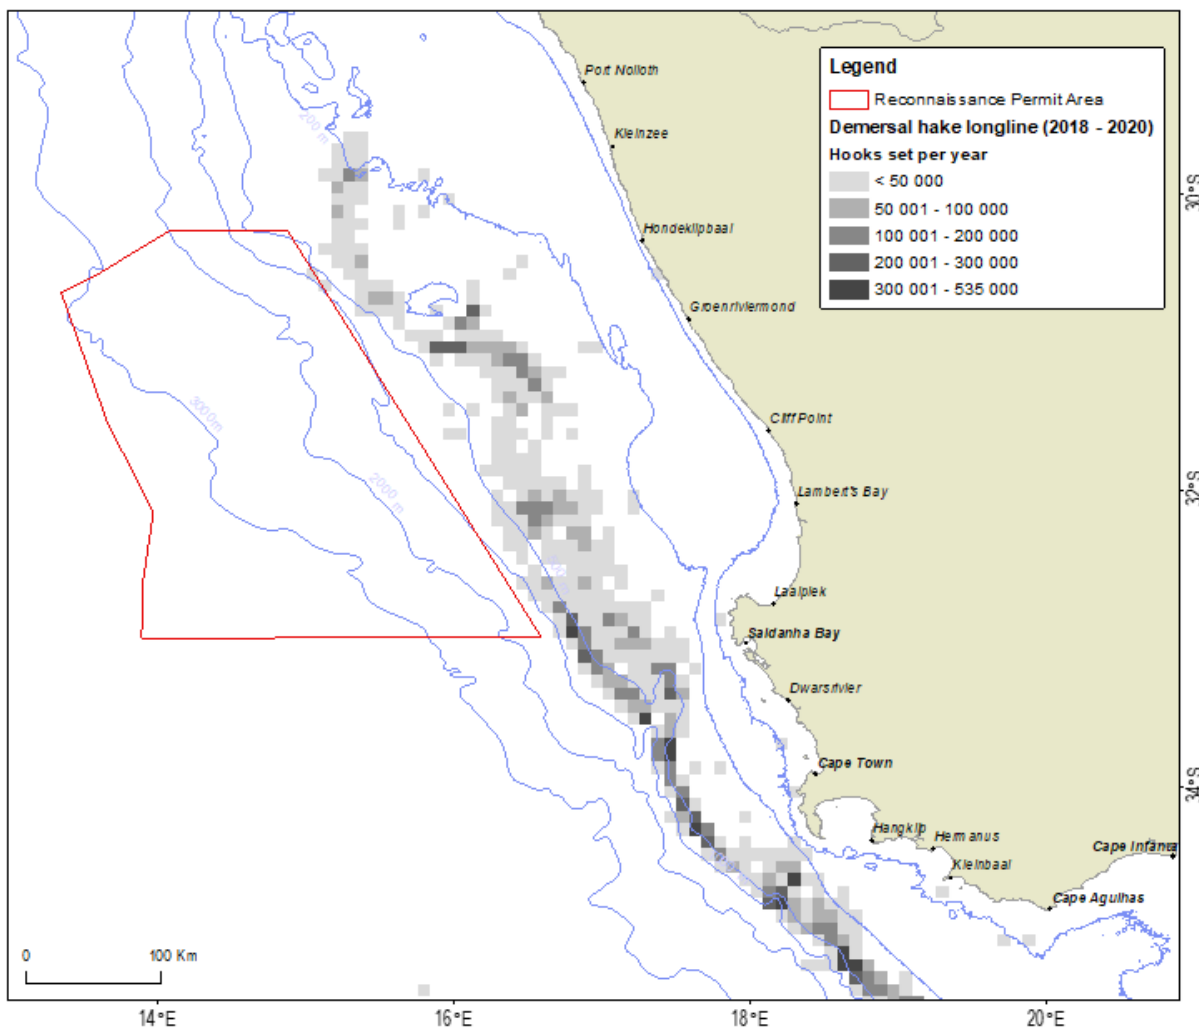 Legend
Reconnaissance Permit Area
Demersal hake longline (2018 - 2020)
Hooks set per year
< 50 000
50 001 - 100 000
100 001 - 200 000
200 001 - 300 000
300 001 - 535 000
Port Nolloth
Kleinzee
200 m
30°S
Hondeklipbaai
Groenriviermond
3000m
Cliff Point
2000 m
Lambert's Bay
32°S
500 m
Laaiplek
Saldanha Bay
Dwarsrivier
Cape Town
34°S
Hangklip
Hermanus
Cape Infanta
Kleinbaai
Cape Agulhas
0
100 Km
14°E
16°E
18°E
20°E